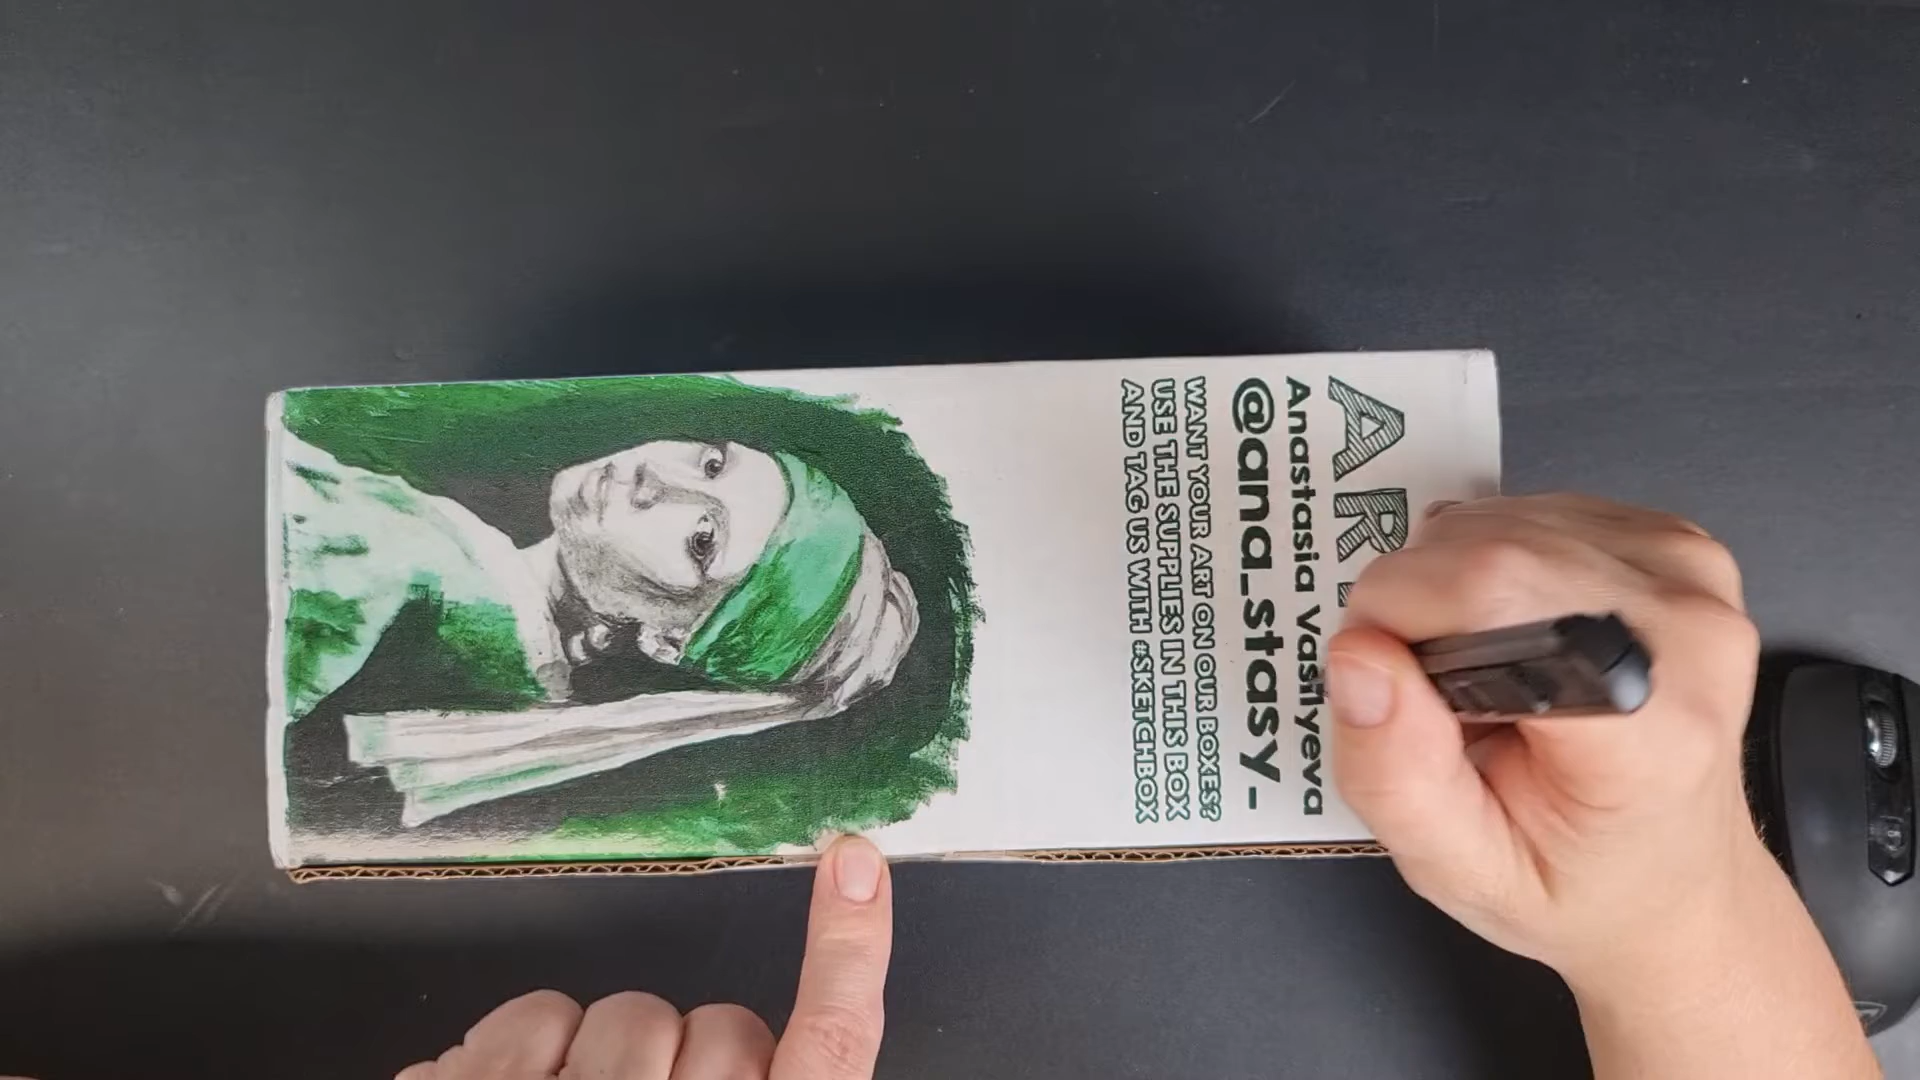 Anastasia Vasilyeva
@ana_stasy_
WANT YOUR ART ON OUR BOXES?
USE THE SUPPLIES IN THIS BOX
AND TAG US WITH #SKETCHBOX